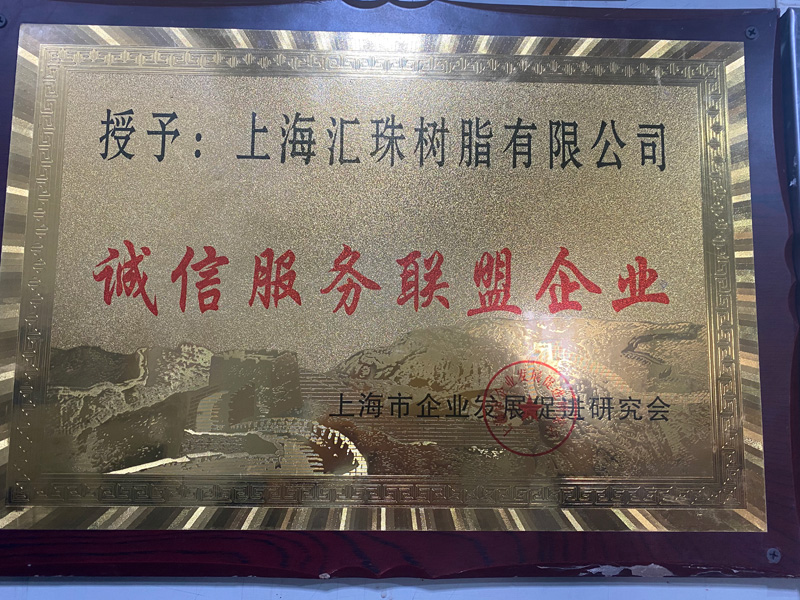 授予：上海汇珠树脂有限公司
诚信服务联盟企业
上海市企业发展促进研究会